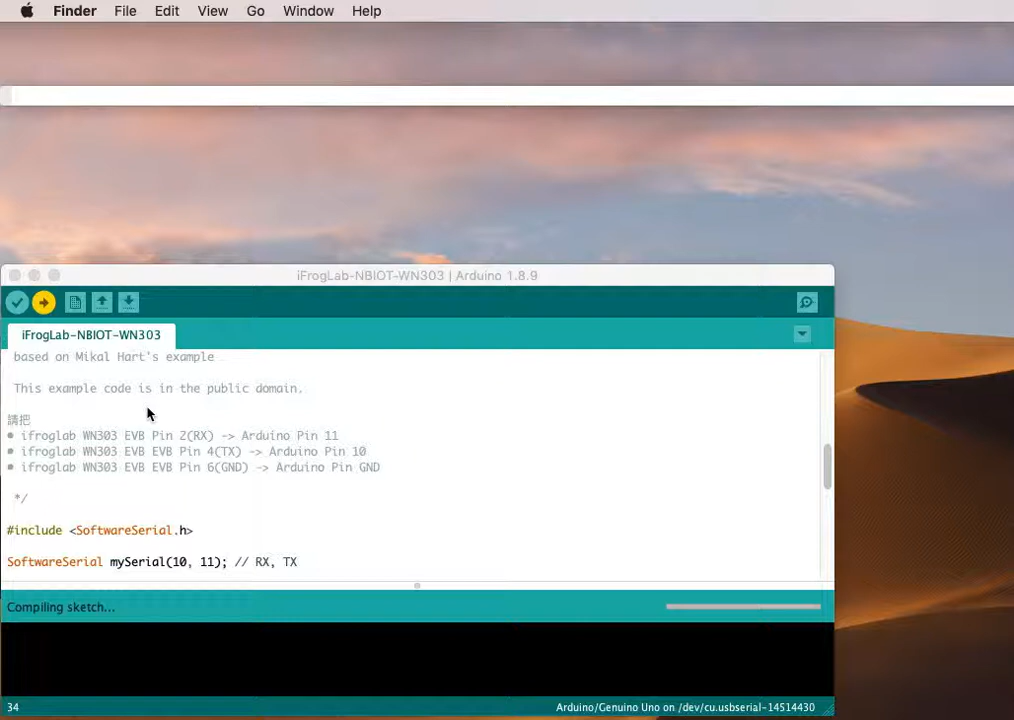 Finder File Edit View Go Window Help
iFrogLab-NBIOT-WN303 | Arduino 1.8.9
iFrogLab-NBIOT-WN303
based on Mikal Hart's example
This example code is in the public domain.
請把
● ifroglab WN303 EVB Pin 2(RX) -> Arduino Pin 11
● ifroglab WN303 EVB EVB Pin 4(TX) -> Arduino Pin 10
● ifroglab WN303 EVB EVB Pin 6(GND) -> Arduino Pin GND
*/
#include <SoftwareSerial.h>
SoftwareSerial mySerial(10, 11); // RX, TX
Compiling sketch...
34 Arduino/Genuino Uno on /dev/cu.usbserial-14514430